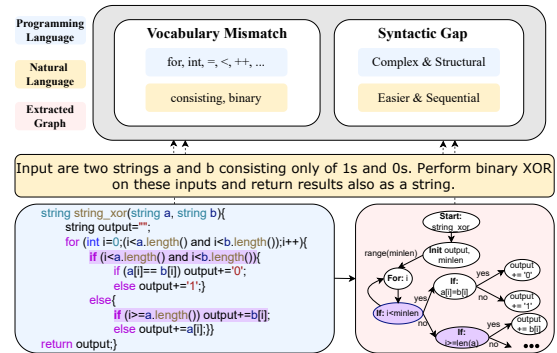 Programming
Language
Natural
Language
Extracted
Graph
Vocabulary Mismatch
for, int, =, <, ++, ...
consisting, binary
Syntactic Gap
Complex & Structural
Easier & Sequential
Input are two strings a and b consisting only of 1s and 0s. Perform binary XOR
on these inputs and return results also as a string.
string string_xor(string a, string b){
string output="";
for (int i=0;(i<a.length() and i<b.length());i++){
if (i<a.length() and i<b.length()){
if (a[i]== b[i]) output+='0';
else output+='1';}
else{
if (i>=a.length()) output+=b[i];
else output+=a[i];}}
return output;}
Start:
string_xor
Init output,
minlen
range(minlen)
For: i
If: i<minlen
yes
no
If:
a[i]=b[i]
yes
no
output
+= '0'
output
+= '1'
If:
i>=len(a)
yes
no
output
+= b[i]
•••